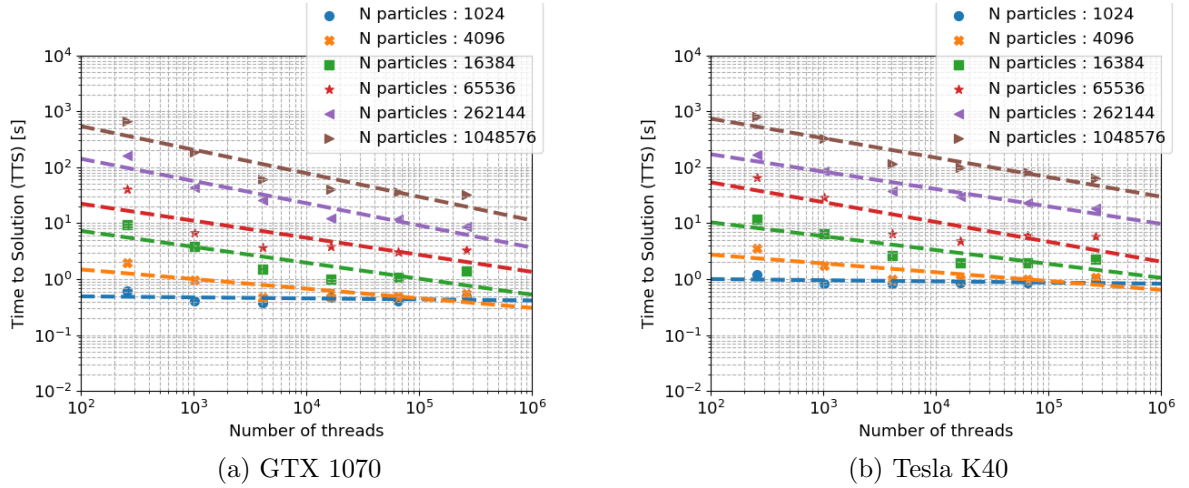 N particles : 1024
N particles : 4096
N particles : 16384
N particles : 65536
N particles : 262144
N particles : 1048576
Time to Solution (TTS) [s]
10^4
10^3
10^2
10^1
10^0
10^-1
10^-2
10^2
10^3
10^4
10^5
10^6
Number of threads
(a) GTX 1070
N particles : 1024
N particles : 4096
N particles : 16384
N particles : 65536
N particles : 262144
N particles : 1048576
Time to Solution (TTS) [s]
10^4
10^3
10^2
10^1
10^0
10^-1
10^-2
10^2
10^3
10^4
10^5
10^6
Number of threads
(b) Tesla K40